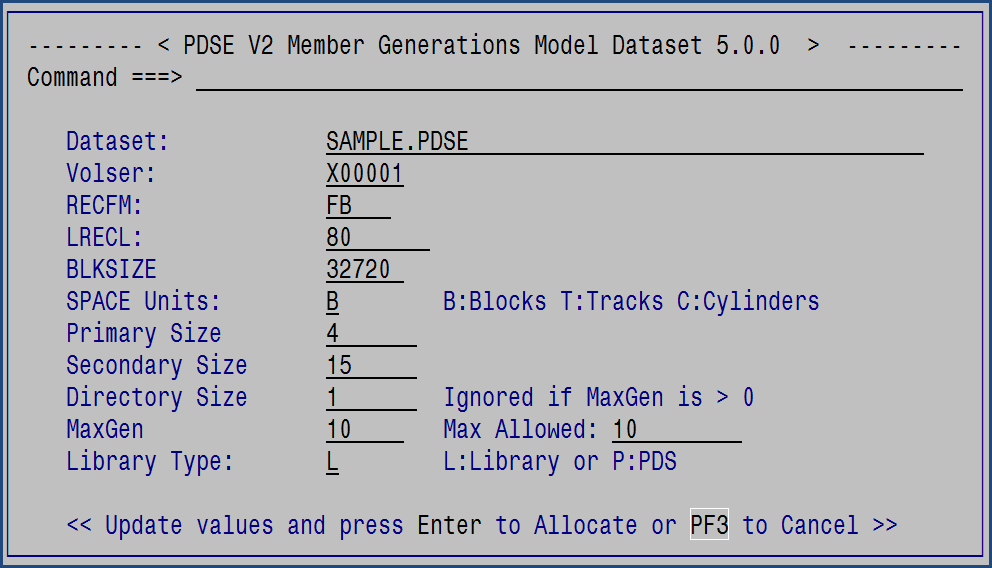 --------- < PDSE V2 Member Generations Model Dataset 5.0.0 > ---------
Command ===>
Dataset: SAMPLE.PDSE
Volser: X00001
RECFM: FB
LRECL: 80
BLKSIZE 32720
SPACE Units: B B:Blocks T:Tracks C:Cylinders
Primary Size 4
Secondary Size 15
Directory Size 1 Ignored if MaxGen is > 0
MaxGen 10 Max Allowed: 10
Library Type: L L:Library or P:PDS
<< Update values and press Enter to Allocate or PF3 to Cancel >>